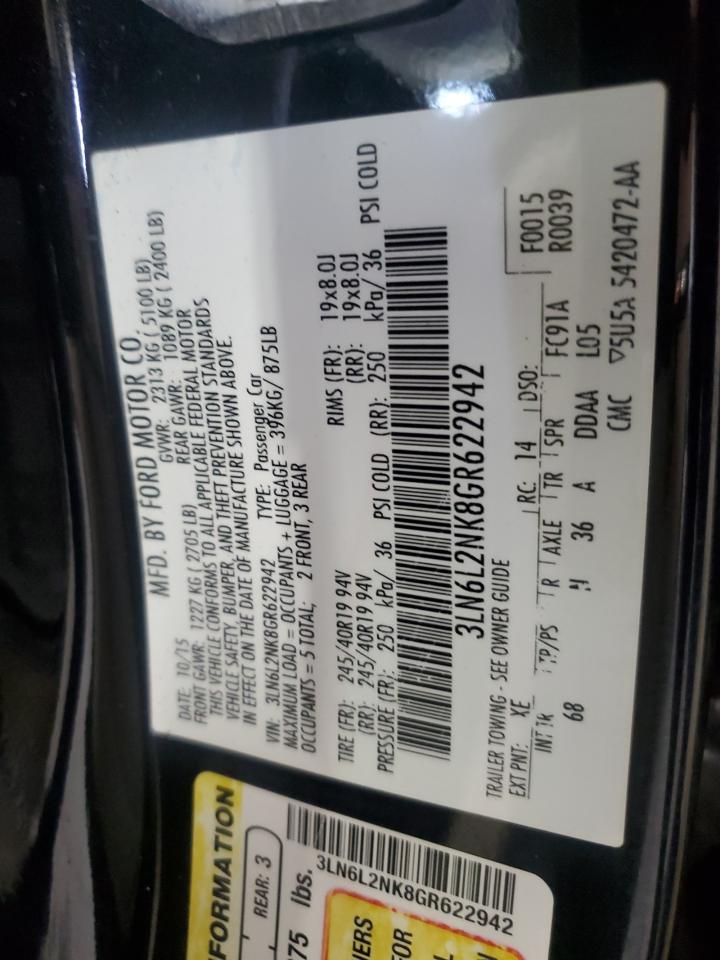 MFD. BY FORD MOTOR CO.
DATE: 10/15 GVWR: 2313 KG ( 5100 LB)
FRONT GAWR: 1227 KG ( 2705 LB) REAR GAWR: 1089 KG ( 2400 LB)
THIS VEHICLE CONFORMS TO ALL APPLICABLE FEDERAL MOTOR
VEHICLE SAFETY, BUMPER, AND THEFT PREVENTION STANDARDS
IN EFFECT ON THE DATE OF MANUFACTURE SHOWN ABOVE.
VIN: 3LN6L2NK8GR622942 TYPE: Passenger Car
MAXIMUM LOAD = OCCUPANTS + LUGGAGE = 396KG/ 875LB
OCCUPANTS = 5 TOTAL; 2 FRONT, 3 REAR
TIRE (FR): 245/40R19 94V RIMS (FR): 19x8.0J
(RR): 245/40R19 94V (RR): 19x8.0J
PRESSURE (FR): 250 kPa/ 36 PSI COLD (RR): 250 kPa/ 36 PSI COLD
3LN6L2NK8GR622942
TRAILER TOWING - SEE OWNER GUIDE
EXT PNT: XE RC: 14 DSO: F0015
R0039
INT TR TP/PS R AXLE TR SPR FC91A
68 36 A DDAA L05
CMC ▽5U5A 5420472-AA
FORMATION
REAR: 3
75 lbs.
3LN6L2NK8GR622942
NERS
FOR